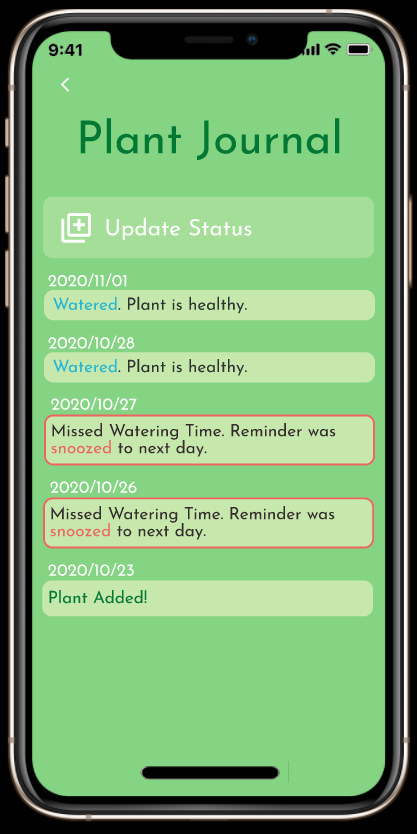 9:41
Plant Journal
Update Status
2020/11/01
Watered. Plant is healthy.
2020/10/28
Watered. Plant is healthy.
2020/10/27
Missed Watering Time. Reminder was
snoozed to next day.
2020/10/26
Missed Watering Time. Reminder was
snoozed to next day.
2020/10/23
Plant Added!